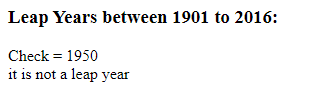 Leap Years between 1901 to 2016:
Check = 1950
it is not a leap year